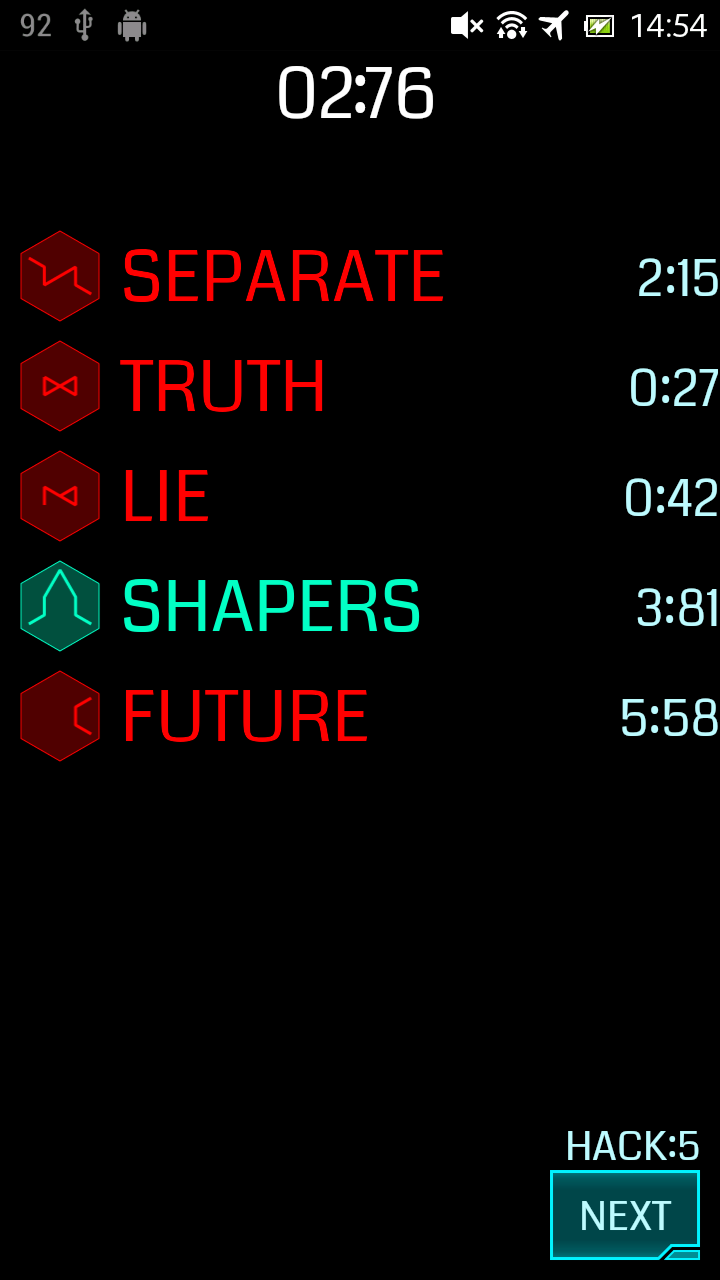 92 14:54
02:76
SEPARATE 2:15
TRUTH 0:27
LIE 0:42
SHAPERS 3:81
FUTURE 5:58
HACK:5
NEXT